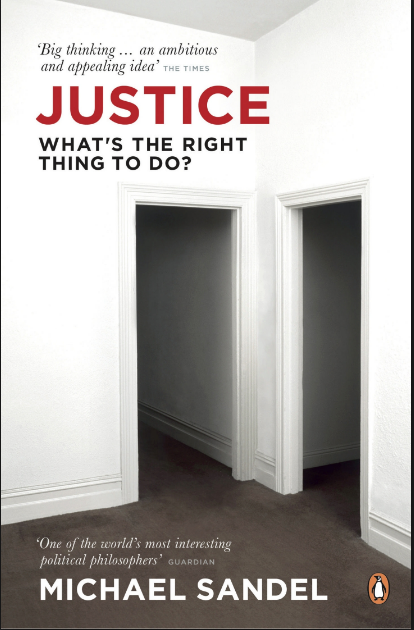 ‘Big thinking ... an ambitious
and appealing idea’ THE TIMES
JUSTICE
WHAT'S THE RIGHT
THING TO DO?
‘One of the world’s most interesting
political philosophers’ GUARDIAN
MICHAEL SANDEL